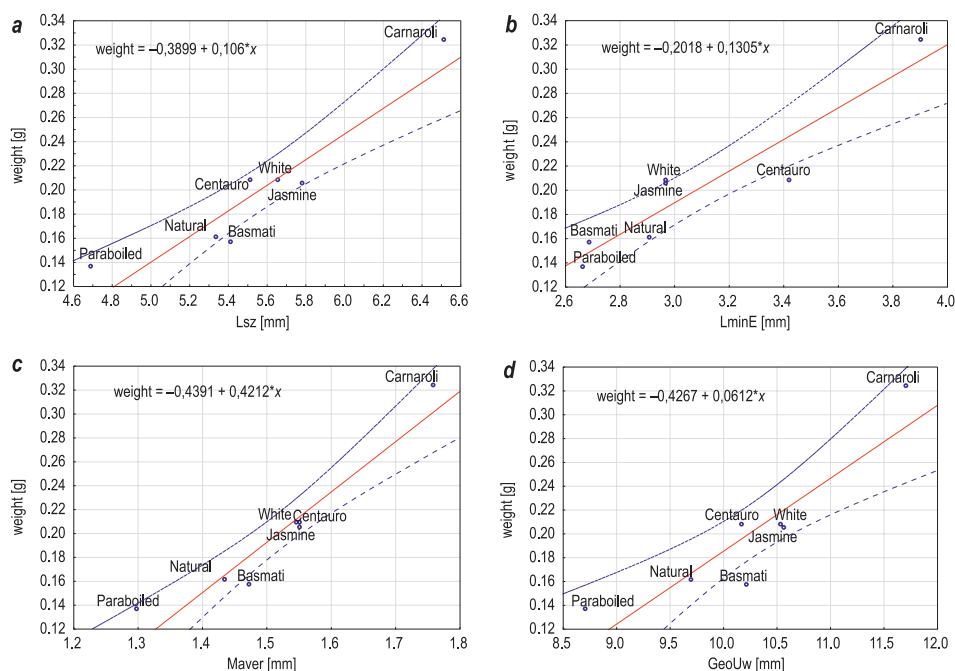 a
weight = –0,3899 + 0,106*x
Carnaroli
White
Centauro
Jasmine
Natural
Basmati
Paraboiled
weight [g]
0.34
0.32
0.30
0.28
0.26
0.24
0.22
0.20
0.18
0.16
0.14
0.12
4.6 5.0 5.4 5.6 5.8 6.0 6.2 6.4 6.6
Lsz [mm]
b
weight = –0,2018 + 0,1305*x
Carnaroli
White
Centauro
Jasmine
Basmati
Natural
Paraboiled
weight [g]
0.34
0.32
0.30
0.28
0.26
0.24
0.22
0.20
0.18
0.16
0.14
0.12
2.6 2.8 3.0 3.2 3.4 3.6 3.8 4.0
LminE [mm]
c
weight = –0,4391 + 0,4212*x
Carnaroli
White Centauro
Jasmine
Natural
Basmati
Paraboiled
weight [g]
0.34
0.32
0.30
0.28
0.26
0.24
0.22
0.20
0.18
0.16
0.14
0.12
1.2 1.3 1.4 1.5 1.6 1.7 1.8
Maver [mm]
d
weight = –0,4267 + 0,0612*x
Carnaroli
Centauro White
Jasmine
Natural Basmati
Paraboiled
weight [g]
0.34
0.32
0.30
0.28
0.26
0.24
0.22
0.20
0.18
0.16
0.14
0.12
8.5 9.0 9.5 10.0 10.5 11.0 11.5 12.0
GeoUw [mm]